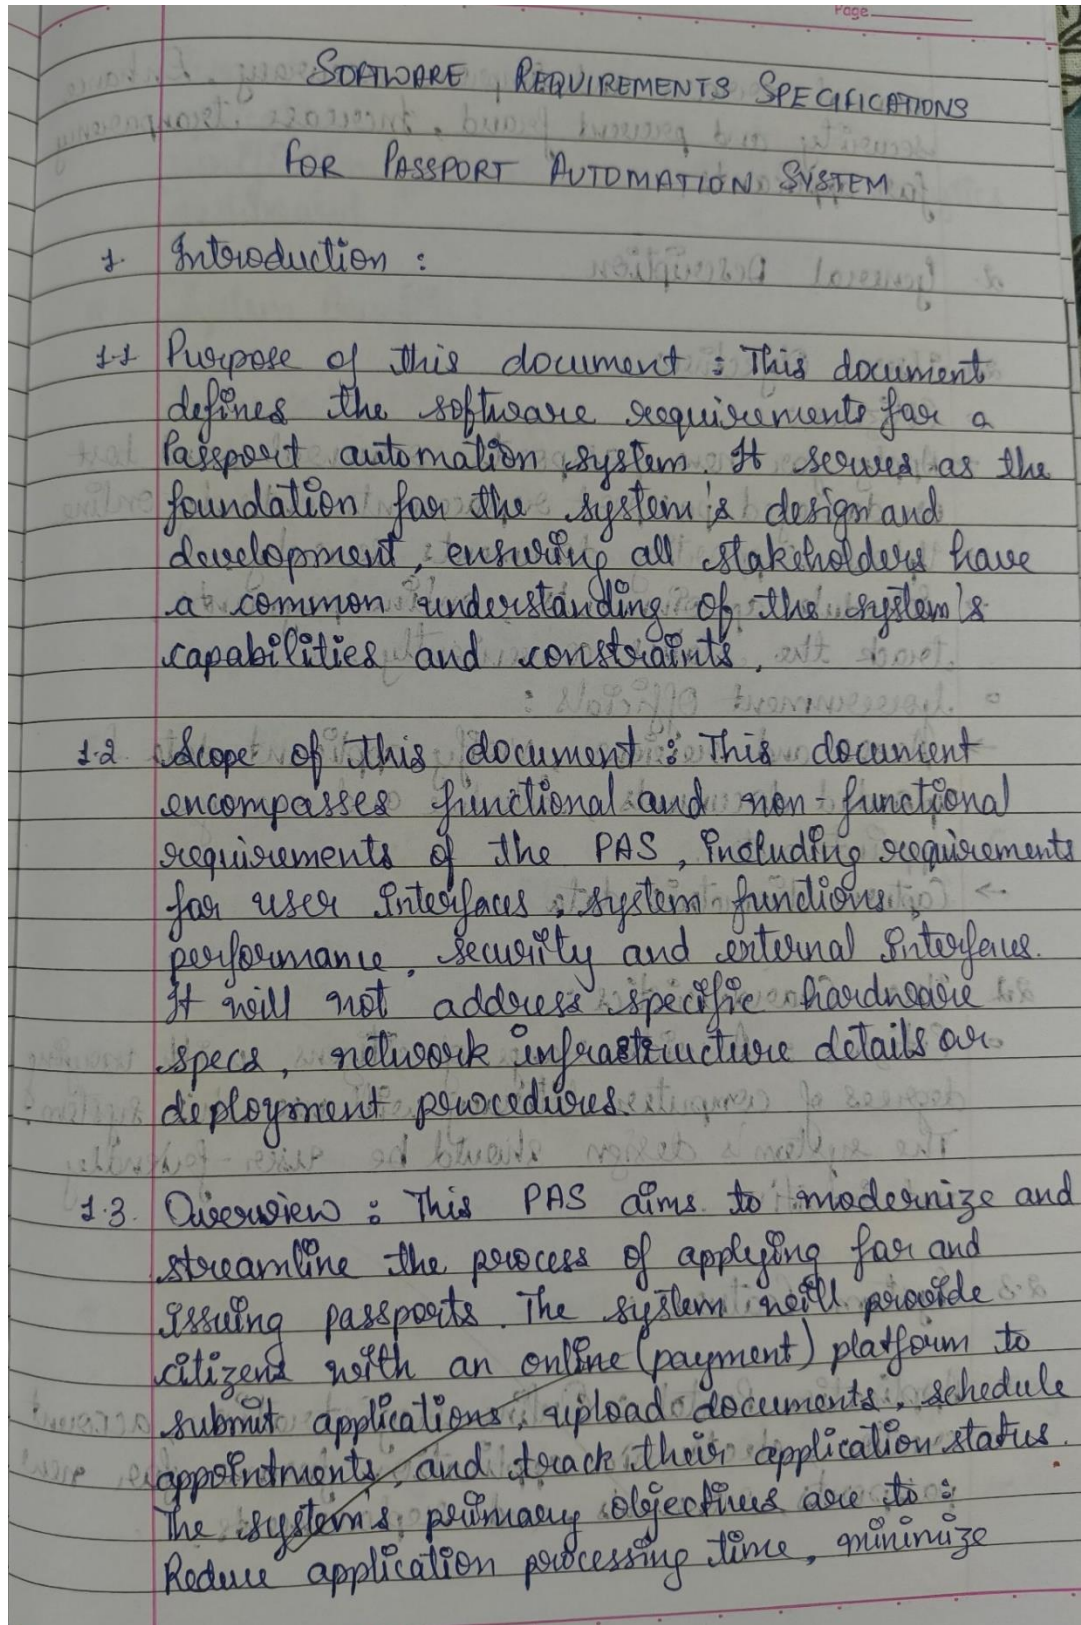 Page
SOFTWARE REQUIREMENTS SPECIFICATIONS
FOR PASSPORT AUTOMATION SYSTEM
1. Introduction :
1.1 Purpose of this document : This document
defines the software requirements for a
Passport automation system. It serves as the
foundation for the system's design and
development, ensuring all stakeholders have
a common understanding of the system's
capabilities and constraints.
1.2 Scope of this document : This document
encompasses functional and non-functional
requirements of the PAS, including requirements
for user interfaces, system functions,
performance, security and external interfaces.
It will not address specific hardware
specs, network infrastructure details or
deployment procedures.
1.3. Overview : This PAS aims to modernize and
streamline the process of applying for and
issuing passports. The system will provide
citizens with an online (payment) platform to
submit applications, upload documents, schedule
appointments, and track their application status.
The system's primary objectives are to :
Reduce application processing time, minimize